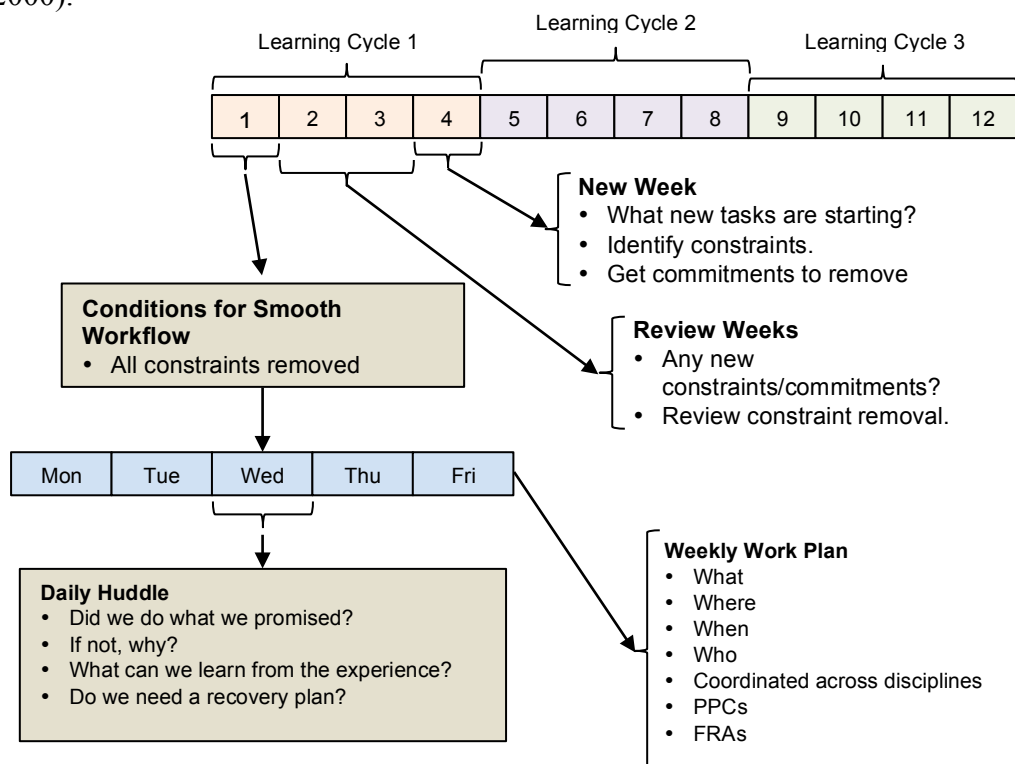 2000).
Learning Cycle 1
Learning Cycle 2
Learning Cycle 3
1 2 3 4 5 6 7 8 9 10 11 12
New Week
• What new tasks are starting?
• Identify constraints.
• Get commitments to remove
Conditions for Smooth
Workflow
• All constraints removed
Review Weeks
• Any new
constraints/commitments?
• Review constraint removal.
Mon Tue Wed Thu Fri
Daily Huddle
• Did we do what we promised?
• If not, why?
• What can we learn from the experience?
• Do we need a recovery plan?
Weekly Work Plan
• What
• Where
• When
• Who
• Coordinated across disciplines
• PPCs
• FRAs